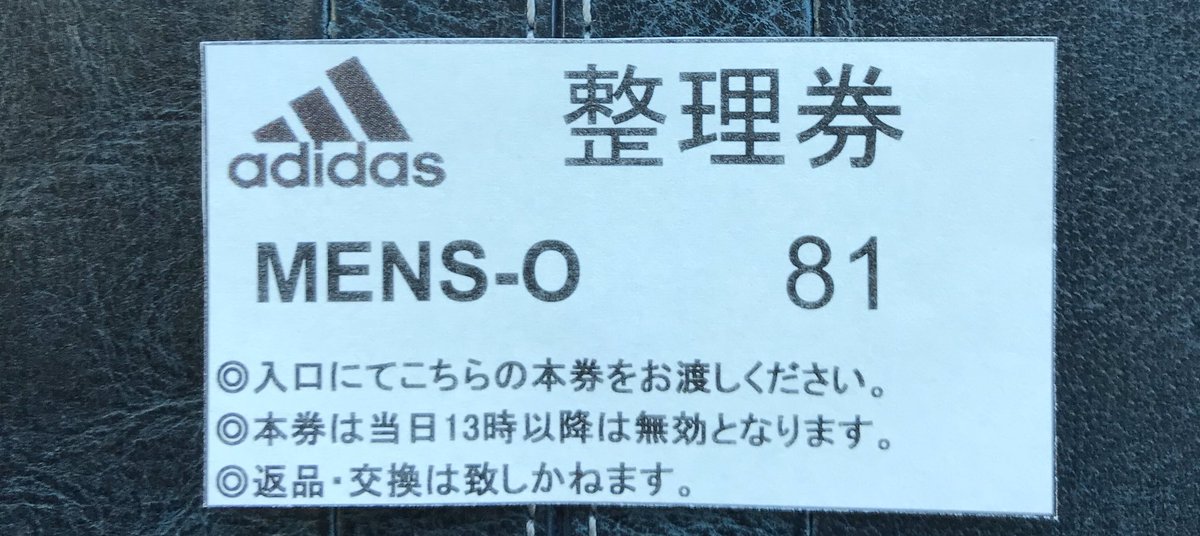 adidas 整理券
MENS-O 81
◎入口にてこちらの本券をお渡しください。
◎本券は当日13時以降は無効となります。
◎返品・交換は致しかねます。